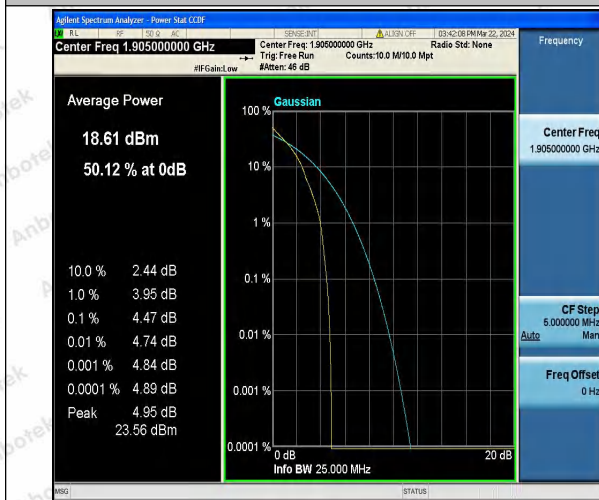 Agilent Spectrum Analyzer - Power Stat CCDF
RL RF 50 Ω AC SENSE:INT ALIGN OFF 03:42:08 PM Mar 22, 2024
Center Freq 1.905000000 GHz
Center Freq: 1.905000000 GHz Radio Std: None
Trig: Free Run Counts:10.0 M/10.0 Mpt
#IFGain:Low #Atten: 46 dB
Frequency
Average Power
18.61 dBm
50.12 % at 0dB
10.0 % 2.44 dB
1.0 % 3.95 dB
0.1 % 4.47 dB
0.01 % 4.74 dB
0.001 % 4.84 dB
0.0001 % 4.89 dB
Peak 4.95 dB
23.56 dBm
Gaussian
100 %
10 %
1 %
0.1 %
0.01 %
0.001 %
0.0001 %
0 dB 20 dB
Info BW 25.000 MHz
Center Freq
1.905000000 GHz
CF Step
5.000000 MHz
Auto Man
Freq Offset
0 Hz
MSG STATUS